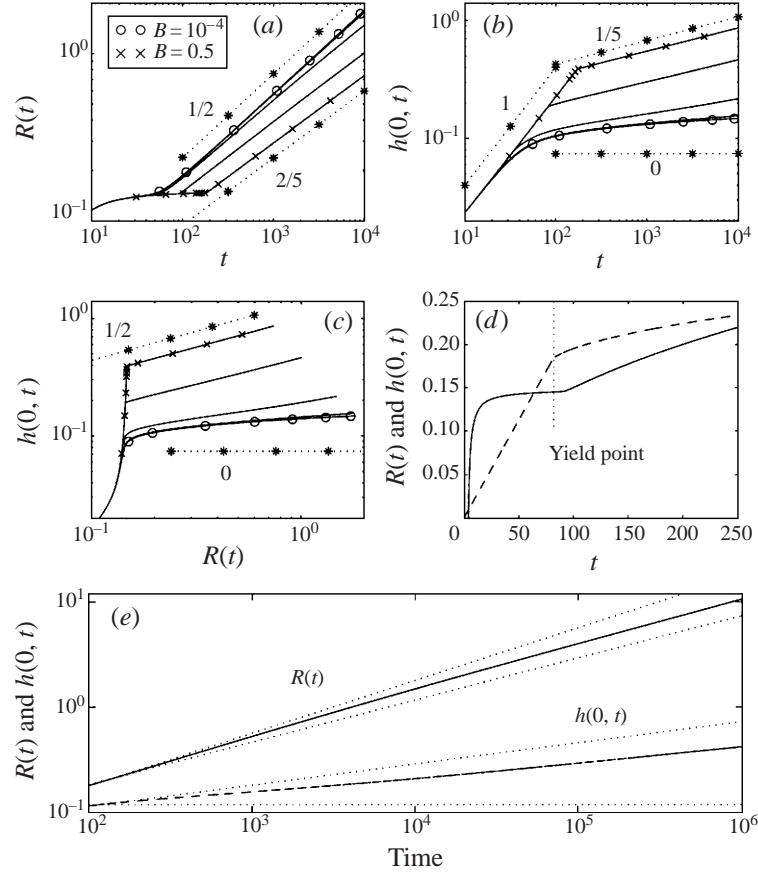 (a)
B = 10⁻⁴
B = 0.5
10⁰
10⁻¹
R(t)
1/2
2/5
10¹ 10² 10³ 10⁴
t
(b)
10⁰
10⁻¹
h(0, t)
1/5
1
0
10¹ 10² 10³ 10⁴
t
(c)
10⁰
10⁻¹
h(0, t)
1/2
0
10⁻¹ 10⁰
R(t)
(d)
0.25
0.20
0.15
0.10
0.05
R(t) and h(0, t)
Yield point
0 50 100 150 200 250
t
(e)
10¹
10⁰
10⁻¹
R(t) and h(0, t)
R(t)
h(0, t)
10² 10³ 10⁴ 10⁵ 10⁶
Time